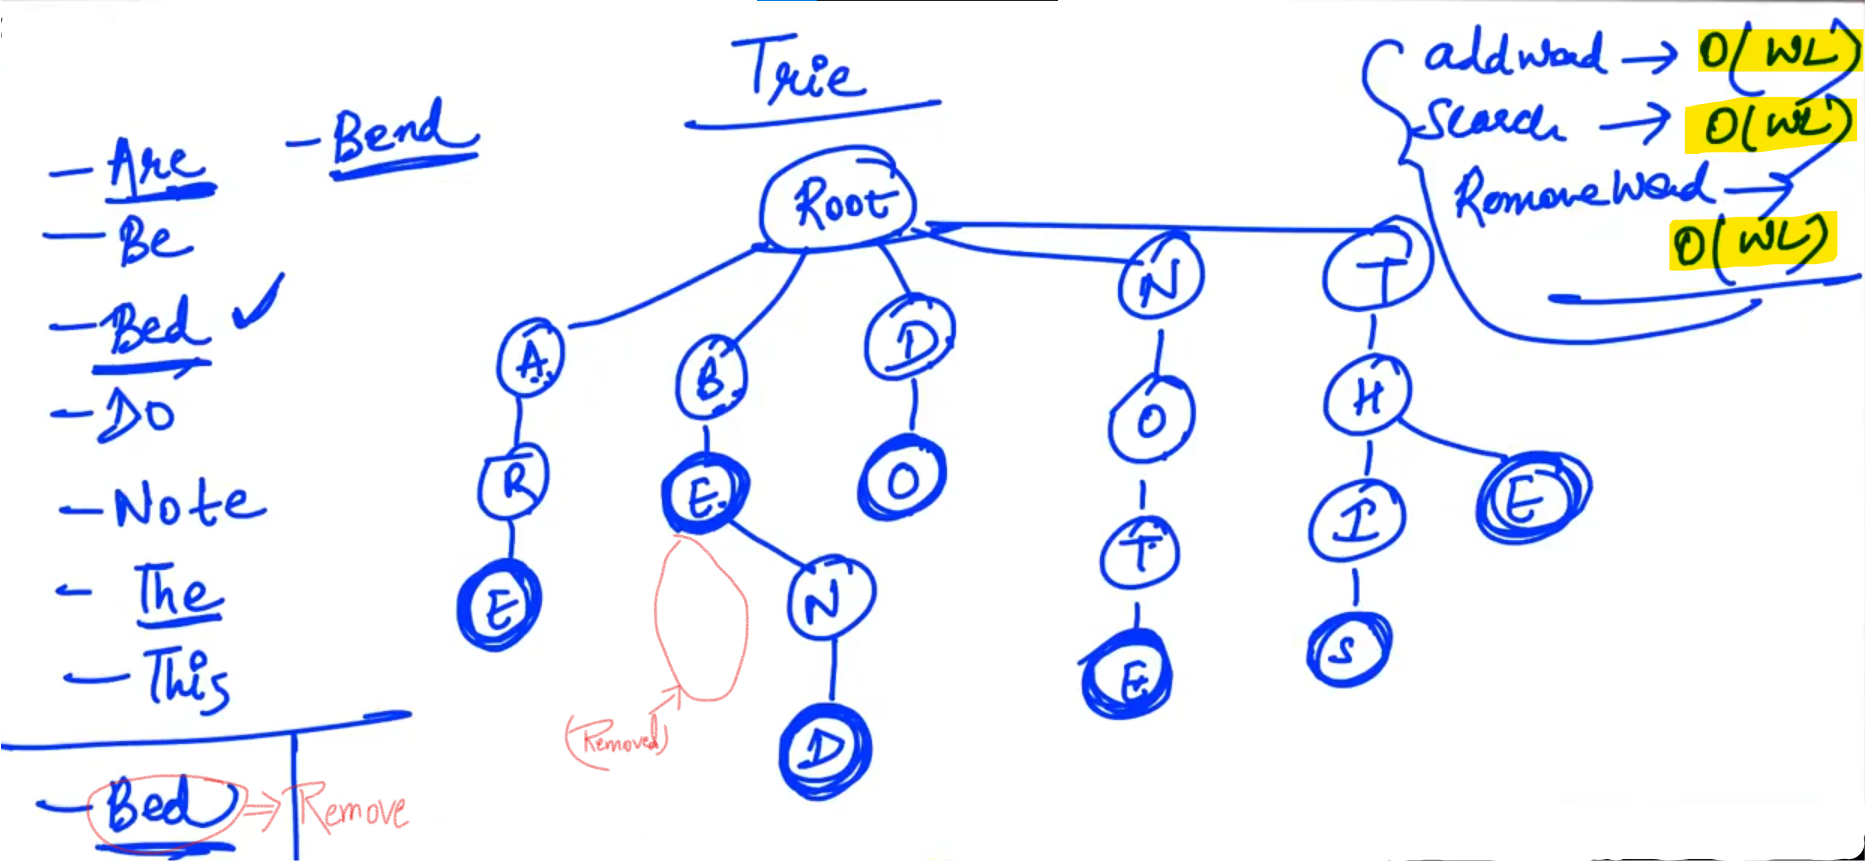 Trie
addword → O(WL)
Search → O(WL)
RemoveWord →
O(WL)
- Are
- Bend
- Be
- Bed ✓
- DO
- Note
- The
- This
- Bed ⇒ Remove
Root
A B D N T
R E O O H
E N T I E
D E S
(Removed)